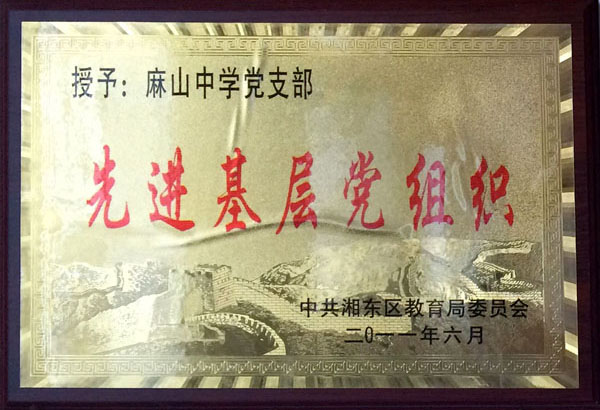 授予：麻山中学党支部
先进基层党组织
中共湘东区教育局委员会
二0一一年六月